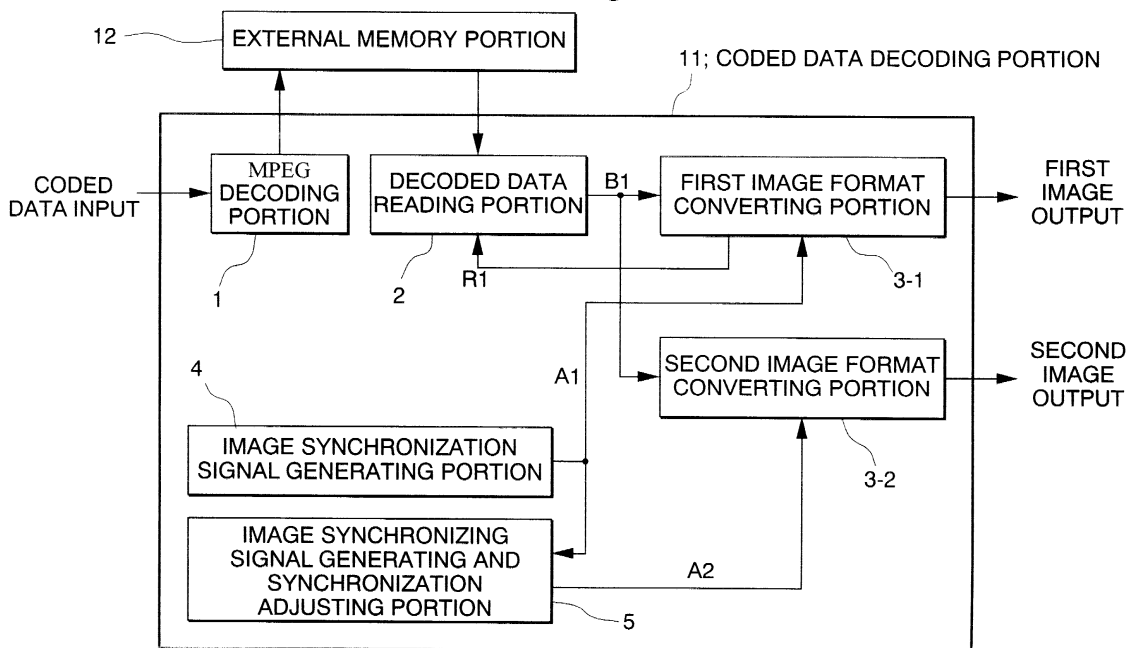 12
EXTERNAL MEMORY PORTION
11; CODED DATA DECODING PORTION
CODED
DATA INPUT
MPEG
DECODING
PORTION
1
DECODED DATA
READING PORTION
2
B1
R1
FIRST IMAGE FORMAT
CONVERTING PORTION
3-1
FIRST
IMAGE
OUTPUT
SECOND IMAGE FORMAT
CONVERTING PORTION
3-2
SECOND
IMAGE
OUTPUT
4
A1
IMAGE SYNCHRONIZATION
SIGNAL GENERATING PORTION
IMAGE SYNCHRONIZING
SIGNAL GENERATING AND
SYNCHRONIZATION
ADJUSTING PORTION
5
A2